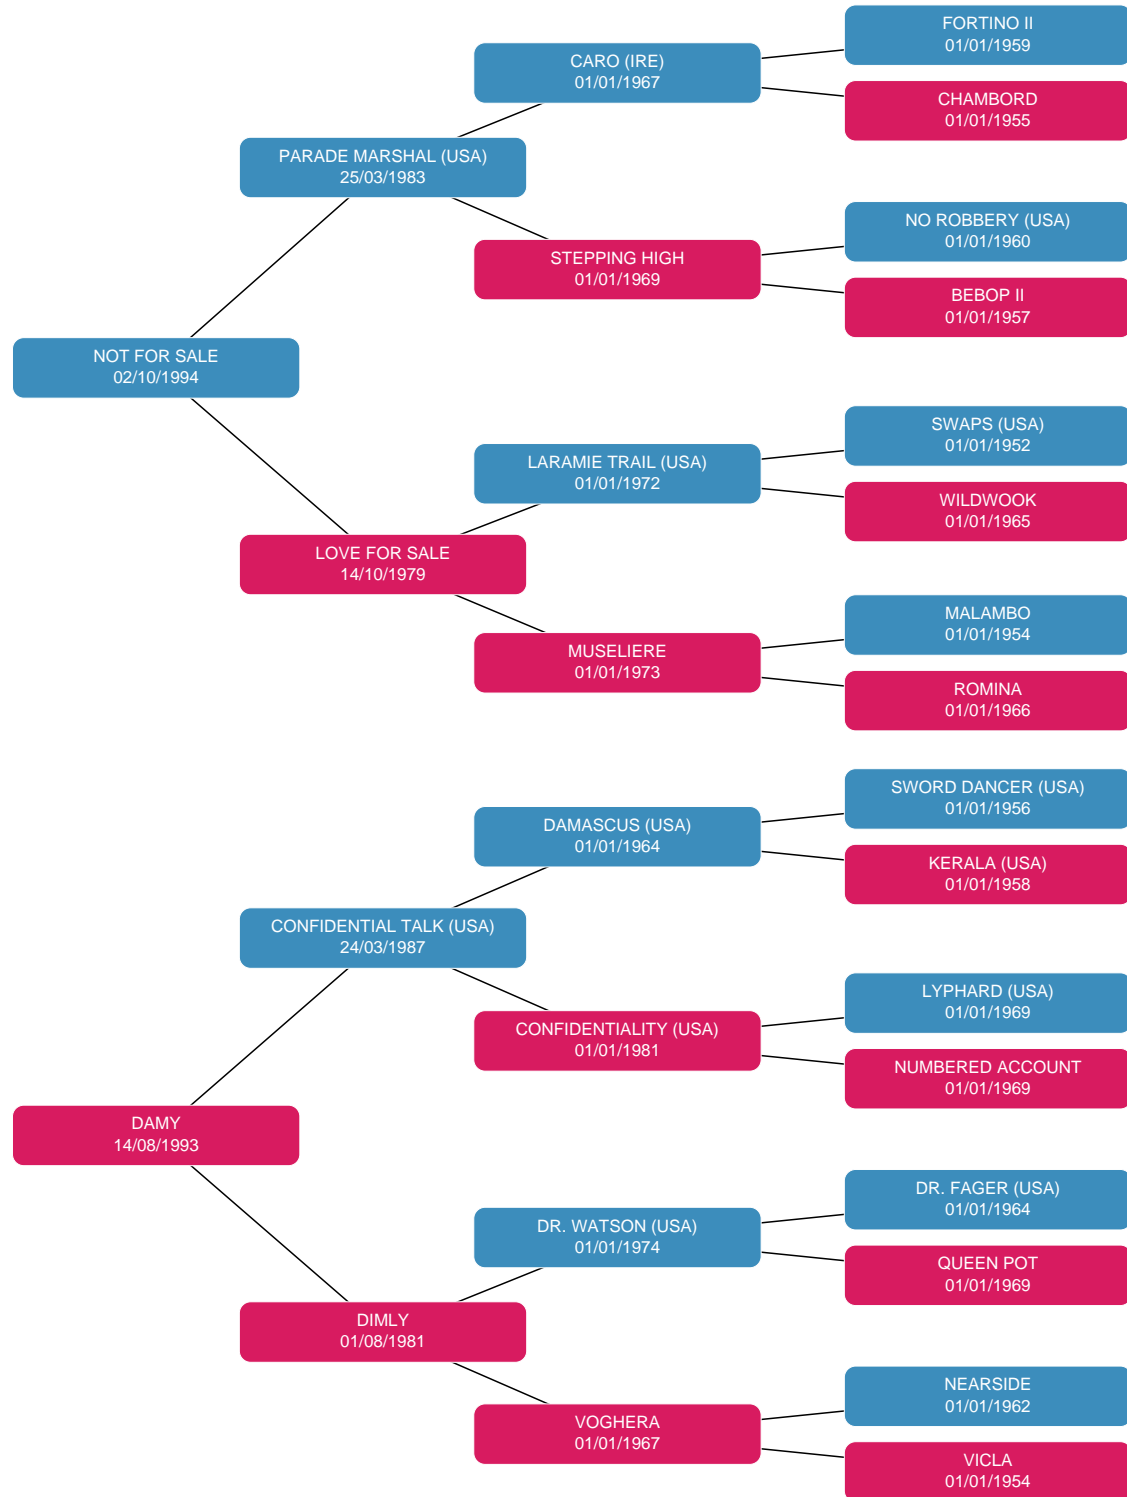 FORTINO II
01/01/1959
CARO (IRE)
01/01/1967
CHAMBORD
01/01/1955
PARADE MARSHAL (USA)
25/03/1983
NO ROBBERY (USA)
01/01/1960
STEPPING HIGH
01/01/1969
BEBOP II
01/01/1957
NOT FOR SALE
02/10/1994
SWAPS (USA)
01/01/1952
LARAMIE TRAIL (USA)
01/01/1972
WILDWOOK
01/01/1965
LOVE FOR SALE
14/10/1979
MALAMBO
01/01/1954
MUSELIERE
01/01/1973
ROMINA
01/01/1966
SWORD DANCER (USA)
01/01/1956
DAMASCUS (USA)
01/01/1964
KERALA (USA)
01/01/1958
CONFIDENTIAL TALK (USA)
24/03/1987
LYPHARD (USA)
01/01/1969
CONFIDENTIALITY (USA)
01/01/1981
NUMBERED ACCOUNT
01/01/1969
DAMY
14/08/1993
DR. FAGER (USA)
01/01/1964
DR. WATSON (USA)
01/01/1974
QUEEN POT
01/01/1969
DIMLY
01/08/1981
NEARSIDE
01/01/1962
VOGHERA
01/01/1967
VICLA
01/01/1954